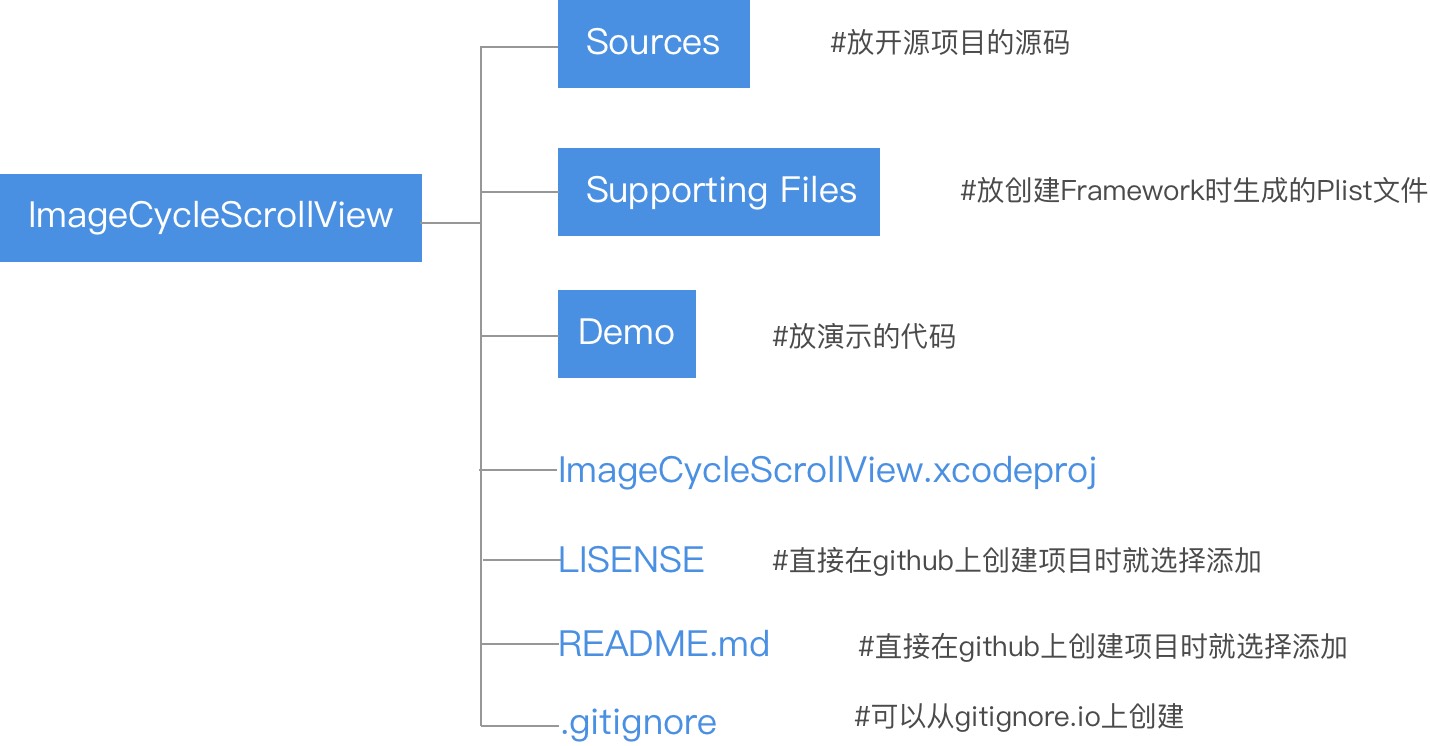 Sources #放开源项目的源码
Supporting Files #放创建Framework时生成的Plist文件
ImageCycleScrollView
Demo #放演示的代码
ImageCycleScrollView.xcodeproj
LISENSE #直接在github上创建项目时就选择添加
README.md #直接在github上创建项目时就选择添加
.gitignore #可以从gitignore.io上创建